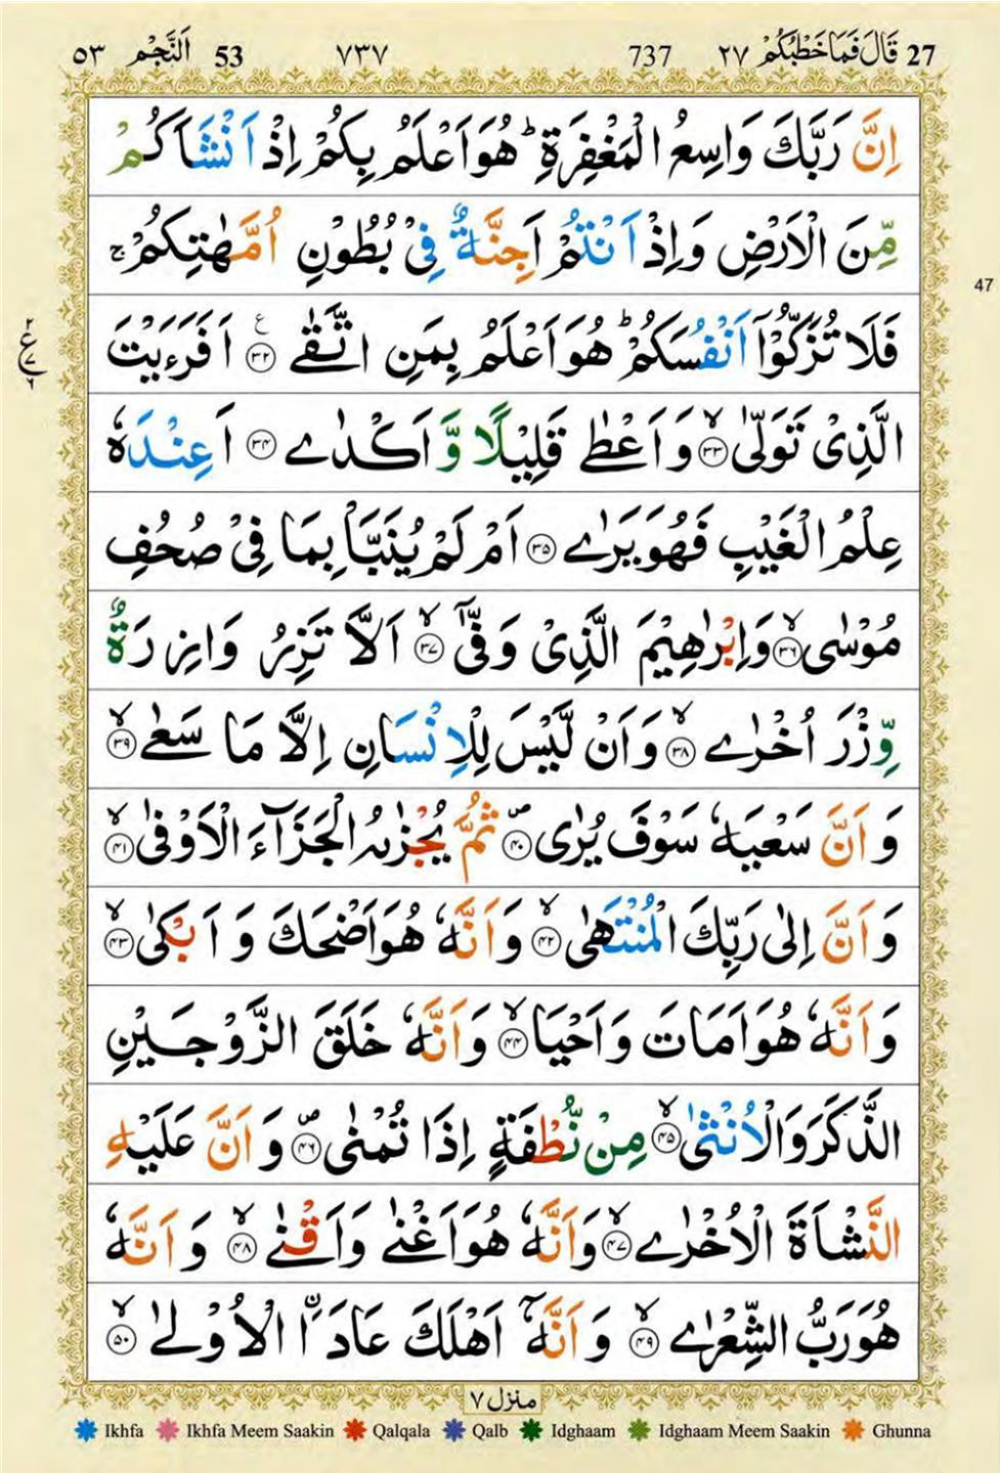 27 قَالَ فَمَا خَطْبُكُمْ ٢٧ 737 ٧٣٧ 53 اَلنَّجْم ٥٣
اِنَّ رَبَّكَ وَاسِعُ الْمَغْفِرَةِ ؕ هُوَ اَعْلَمُ بِكُمْ اِذْ اَنْشَاَكُمْ
مِّنَ الْاَرْضِ وَاِذْ اَنْتُمْ اَجِنَّةٌ فِیْ بُطُوْنِ اُمَّهٰتِكُمْ ۚ
47
فَلَا تُزَكُّوْۤا اَنْفُسَكُمْ ؕ هُوَ اَعْلَمُ بِمَنِ اتَّقٰی ﴿۳۲﴾ اَفَرَءَیْتَ
الَّذِیْ تَوَلّٰی ۙ﴿۳۳﴾ وَاَعْطٰی قَلِیْلًا وَّاَكْدٰی ﴿۳۴﴾ اَعِنْدَهٗ
عِلْمُ الْغَیْبِ فَهُوَ یَرٰی ﴿۳۵﴾ اَمْ لَمْ یُنَبَّاْ بِمَا فِیْ صُحُفِ
مُوْسٰی ۙ﴿۳۶﴾ وَاِبْرٰهِیْمَ الَّذِیْ وَفّٰۤی ۙ﴿۳۷﴾ اَلَّا تَزِرُ وَازِرَةٌ
وِّزْرَ اُخْرٰی ۙ﴿۳۸﴾ وَاَنْ لَّیْسَ لِلْاِنْسَانِ اِلَّا مَا سَعٰی ۙ﴿۳۹﴾
وَاَنَّ سَعْیَهٗ سَوْفَ یُرٰی ۪﴿۴۰﴾ ثُمَّ یُجْزٰىهُ الْجَزَآءَ الْاَوْفٰی ۙ﴿۴۱﴾
وَاَنَّ اِلٰی رَبِّكَ الْمُنْتَهٰی ۙ﴿۴۲﴾ وَاَنَّهٗ هُوَ اَضْحَكَ وَاَبْكٰی ۙ﴿۴۳﴾
وَاَنَّهٗ هُوَ اَمَاتَ وَاَحْیَا ۙ﴿۴۴﴾ وَاَنَّهٗ خَلَقَ الزَّوْجَیْنِ
الذَّكَرَ وَالْاُنْثٰی ۙ﴿۴۵﴾ مِنْ نُّطْفَةٍ اِذَا تُمْنٰی ۪﴿۴۶﴾ وَاَنَّ عَلَیْهِ
النَّشْاَةَ الْاُخْرٰی ۙ﴿۴۷﴾ وَاَنَّهٗ هُوَ اَغْنٰی وَاَقْنٰی ۙ﴿۴۸﴾ وَاَنَّهٗ
هُوَ رَبُّ الشِّعْرٰی ۙ﴿۴۹﴾ وَاَنَّهٗۤ اَهْلَكَ عَادَاۨ الْاُوْلٰی ۙ﴿۵۰﴾
منزل ۷
Ikhfa Ikhfa Meem Saakin Qalqala Qalb Idghaam Idghaam Meem Saakin Ghunna